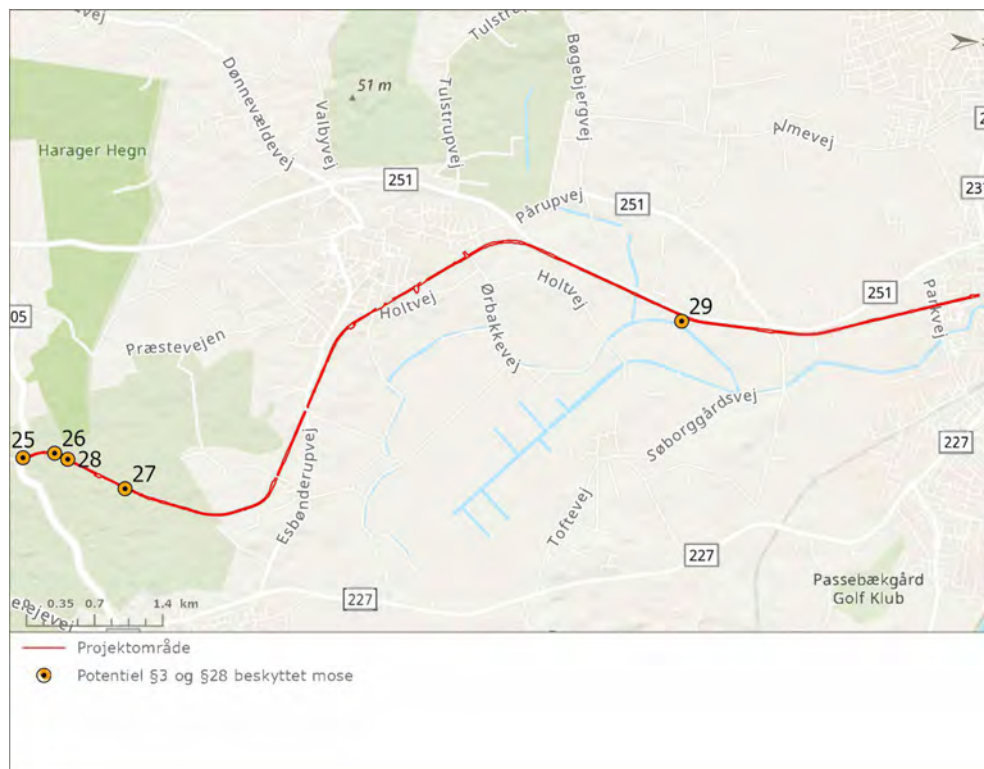 Tulstrupvej
Bøgebjergvej
51 m
Dønnevældevej
Valbyvej
Tulstrupvej
Almevej
Harager Hegn
251
Pårupvej
251
237
Holtvej
Ørbakkevej
Holtvej
29
251
Parkvej
05
Præstevejen
25
26
28
27
Esbønderupvej
Søborggårdsvej
227
Toftevej
227
Passebækgård
Golf Klub
227
0 0.35 0.7 1.4 km
Projektområde
Potentiel §3 og §28 beskyttet mose